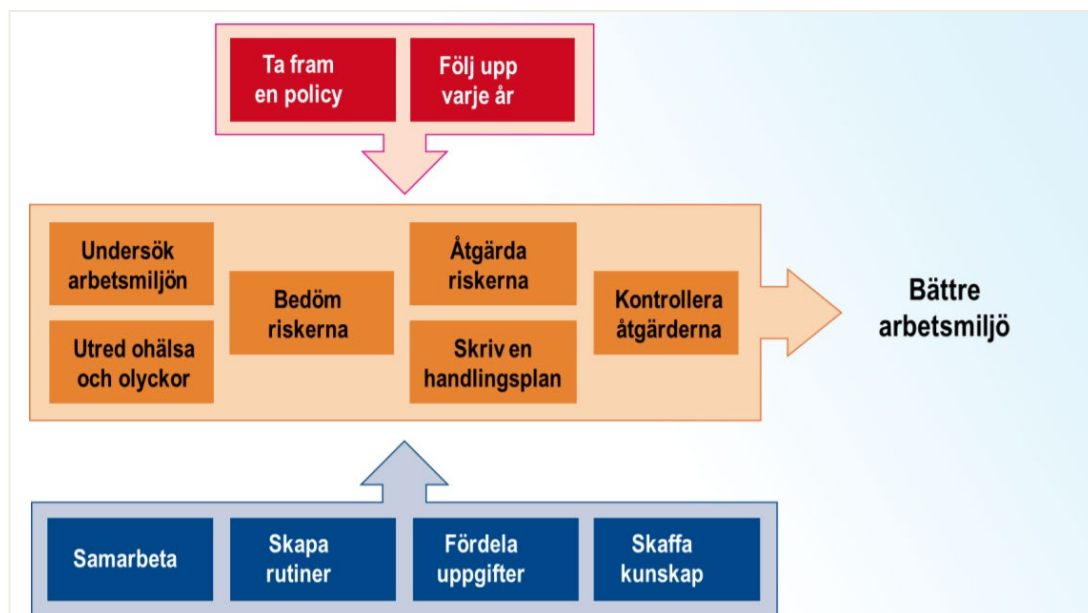 Ta fram
en policy
Följ upp
varje år
Undersök
arbetsmiljön
Utred ohälsa
och olyckor
Bedöm
riskerna
Åtgärda
riskerna
Skriv en
handlingsplan
Kontrollera
åtgärderna
Bättre
arbetsmiljö
Samarbeta
Skapa
rutiner
Fördela
uppgifter
Skaffa
kunskap